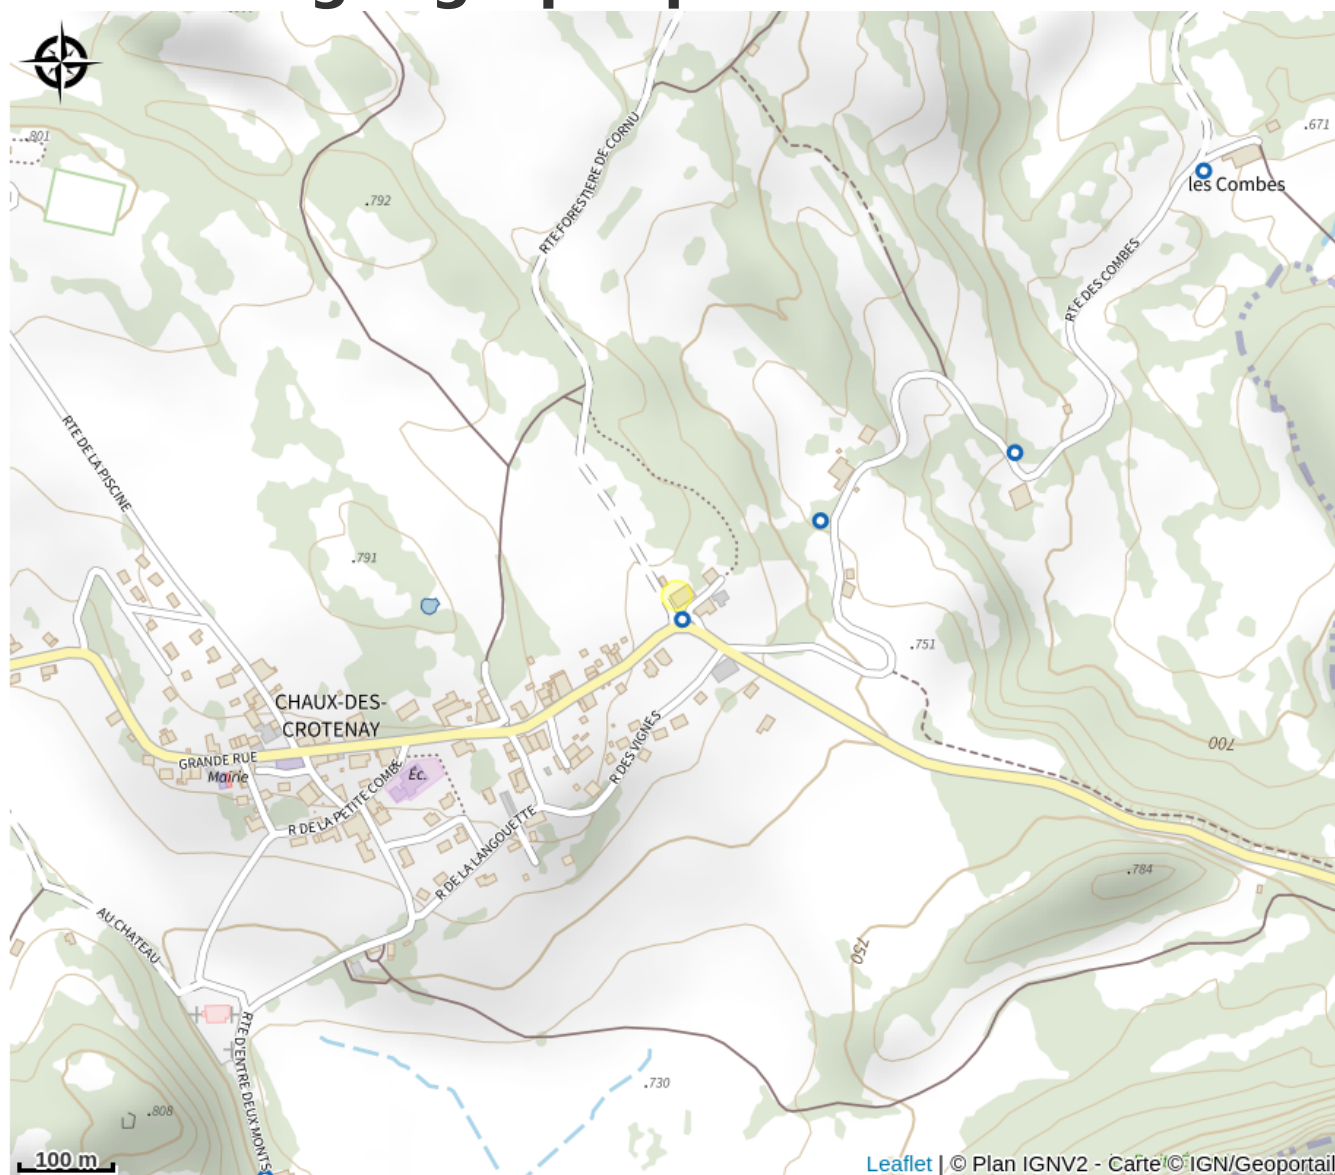 .801
.792
RTE FORESTIERE DE CORNU
.671
les Combes
RTE DES COMBES
RTE DE LA PISCINE
.791
.751
CHAUX-DES-
CROTENAY
GRANDE RUE
Mairie
Éc.
R DE LA PETITE COMBE
R DES VIGNES
R DE LA LANGOUETTE
700
.784
AU CHATEAU
750
RTE D'ENTRE DEUX MONTS
.730
.808
100 m
Leaflet | © Plan IGNV2 - Carte © IGN/Geoportail